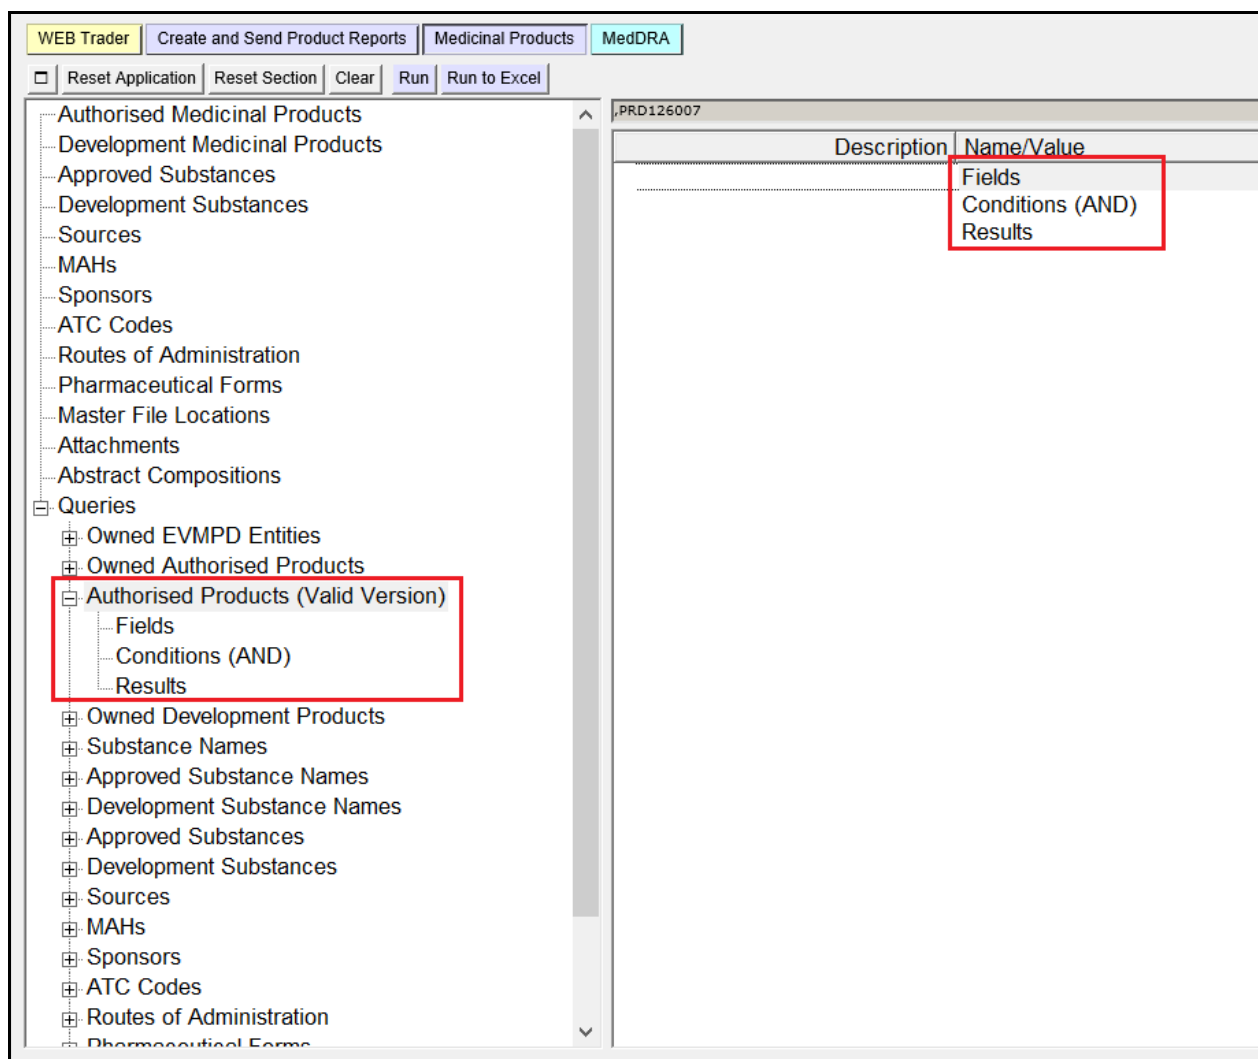 WEB Trader Create and Send Product Reports Medicinal Products MedDRA
Reset Application Reset Section Clear Run Run to Excel
,PRD126007
Description Name/Value
Fields
Conditions (AND)
Results
Authorised Medicinal Products
Development Medicinal Products
Approved Substances
Development Substances
Sources
MAHs
Sponsors
ATC Codes
Routes of Administration
Pharmaceutical Forms
Master File Locations
Attachments
Abstract Compositions
Queries
Owned EVMPD Entities
Owned Authorised Products
Authorised Products (Valid Version)
Fields
Conditions (AND)
Results
Owned Development Products
Substance Names
Approved Substance Names
Development Substance Names
Approved Substances
Development Substances
Sources
MAHs
Sponsors
ATC Codes
Routes of Administration
Pharmaceutical Forms